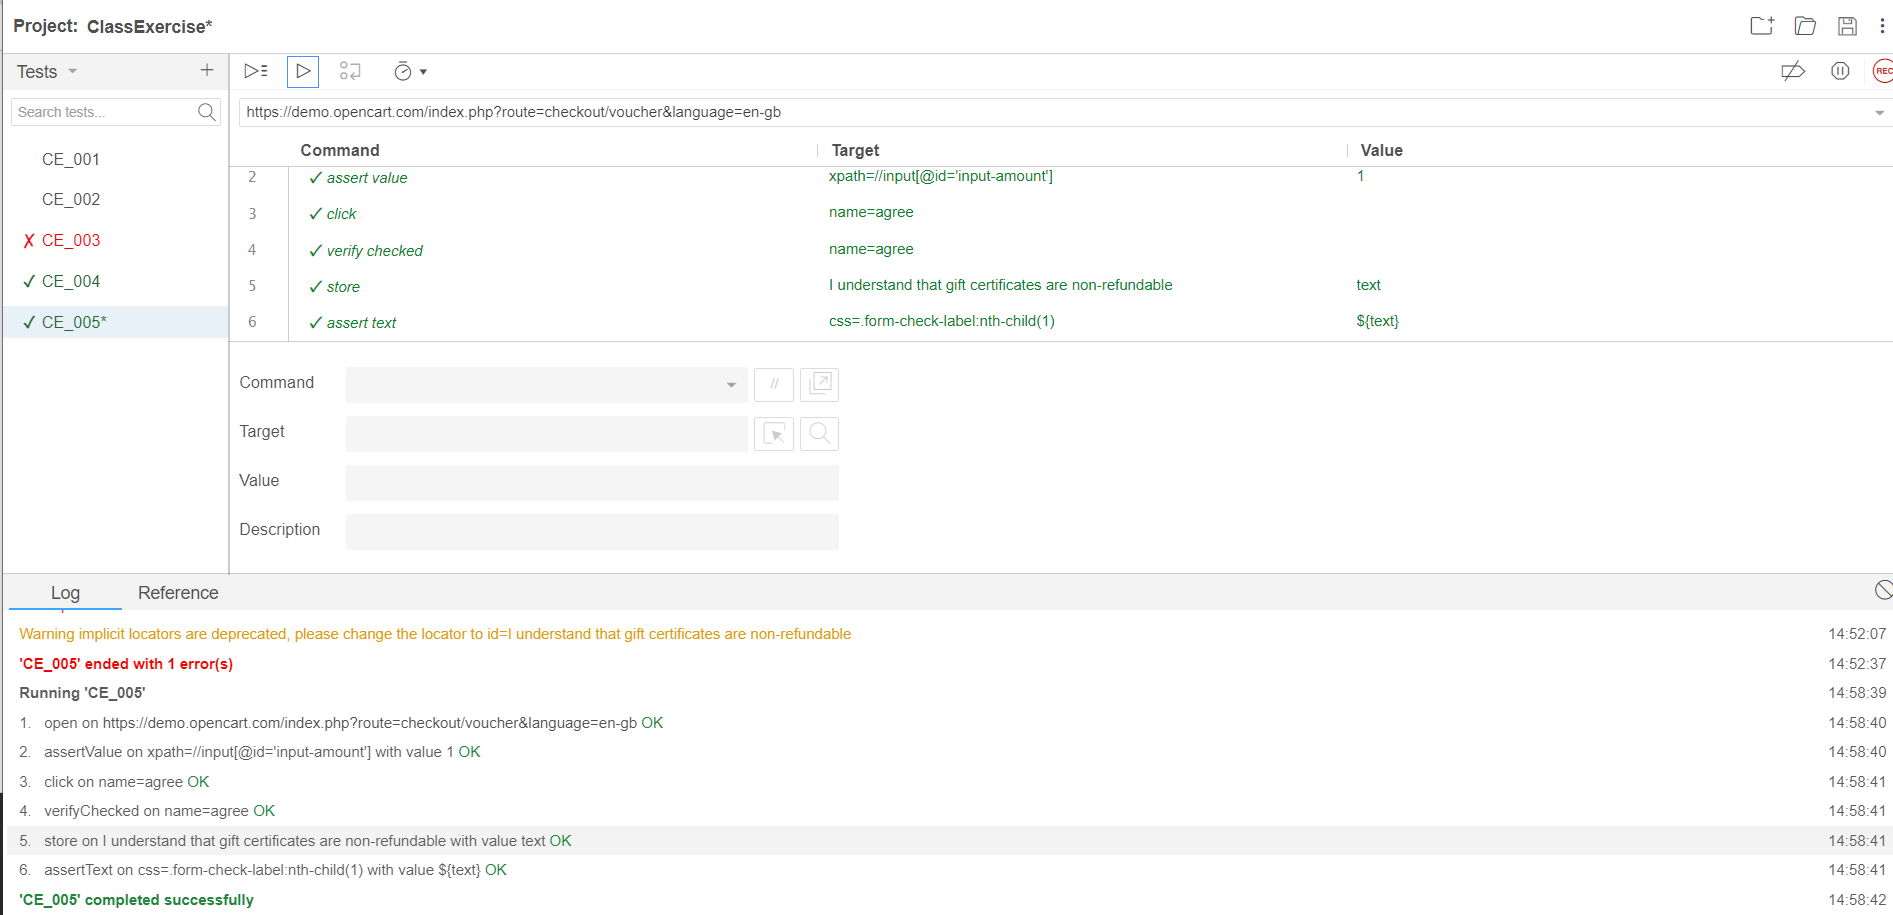 Project: ClassExercise*
Tests
+
REC
Search tests...
https://demo.opencart.com/index.php?route=checkout/voucher&language=en-gb
Command Target Value
CE_001
CE_002
✗ CE_003
✓ CE_004
✓ CE_005*
2 ✓ assert value xpath=//input[@id='input-amount'] 1
3 ✓ click name=agree
4 ✓ verify checked name=agree
5 ✓ store I understand that gift certificates are non-refundable text
6 ✓ assert text css=.form-check-label:nth-child(1) ${text}
Command //
Target
Value
Description
Log Reference
Warning implicit locators are deprecated, please change the locator to id=I understand that gift certificates are non-refundable 14:52:07
'CE_005' ended with 1 error(s) 14:52:37
Running 'CE_005' 14:58:39
1. open on https://demo.opencart.com/index.php?route=checkout/voucher&language=en-gb OK 14:58:40
2. assertValue on xpath=//input[@id='input-amount'] with value 1 OK 14:58:40
3. click on name=agree OK 14:58:41
4. verifyChecked on name=agree OK 14:58:41
5. store on I understand that gift certificates are non-refundable with value text OK 14:58:41
6. assertText on css=.form-check-label:nth-child(1) with value ${text} OK 14:58:41
'CE_005' completed successfully 14:58:42